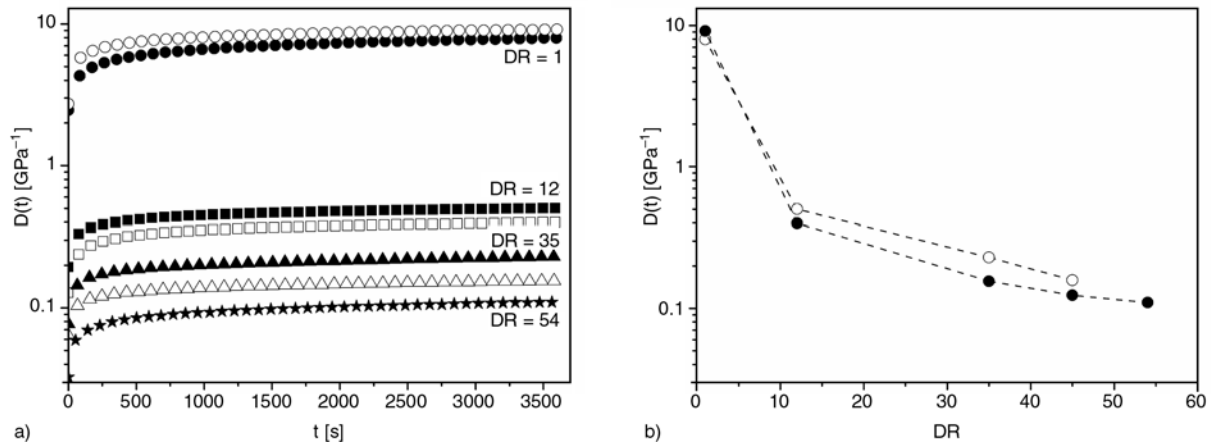 10
1
0.1
D(t) [GPa⁻¹]
DR = 1
DR = 12
DR = 35
DR = 54
0 500 1000 1500 2000 2500 3000 3500
t [s]
a)
10
1
0.1
D(t) [GPa⁻¹]
0 10 20 30 40 50 60
DR
b)